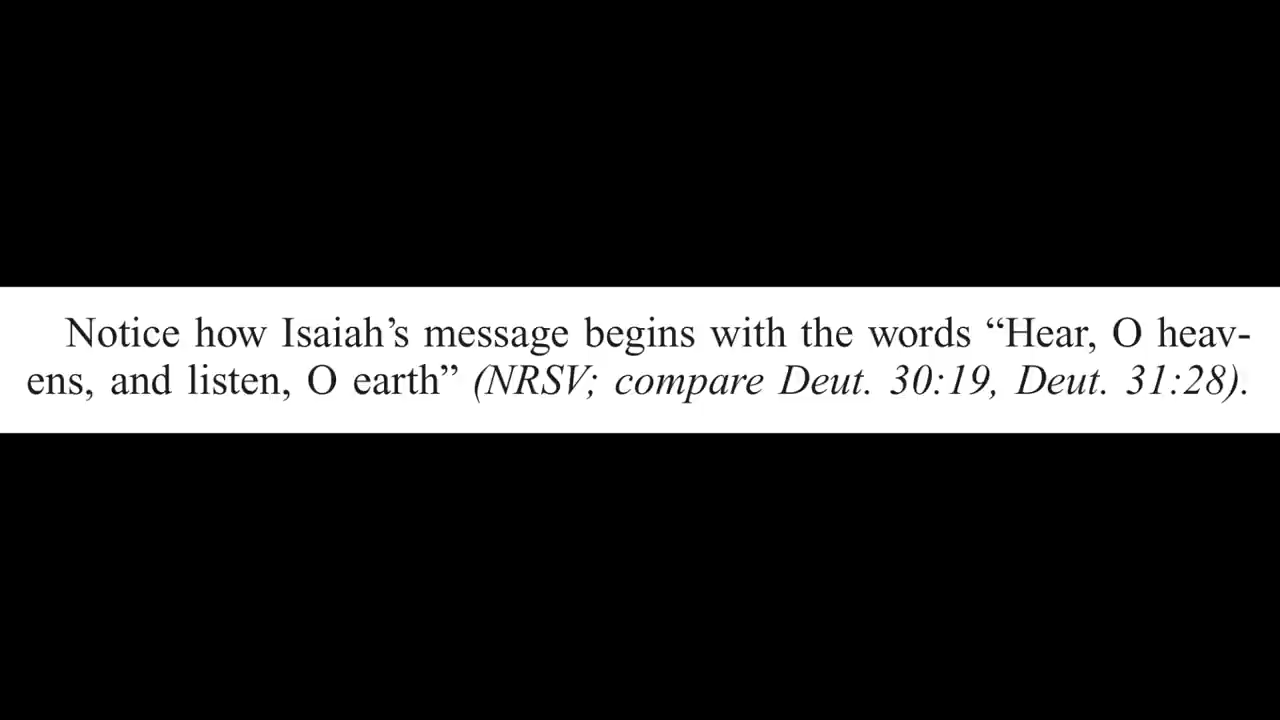 Notice how Isaiah’s message begins with the words “Hear, O heav-
ens, and listen, O earth” (NRSV; compare Deut. 30:19, Deut. 31:28).